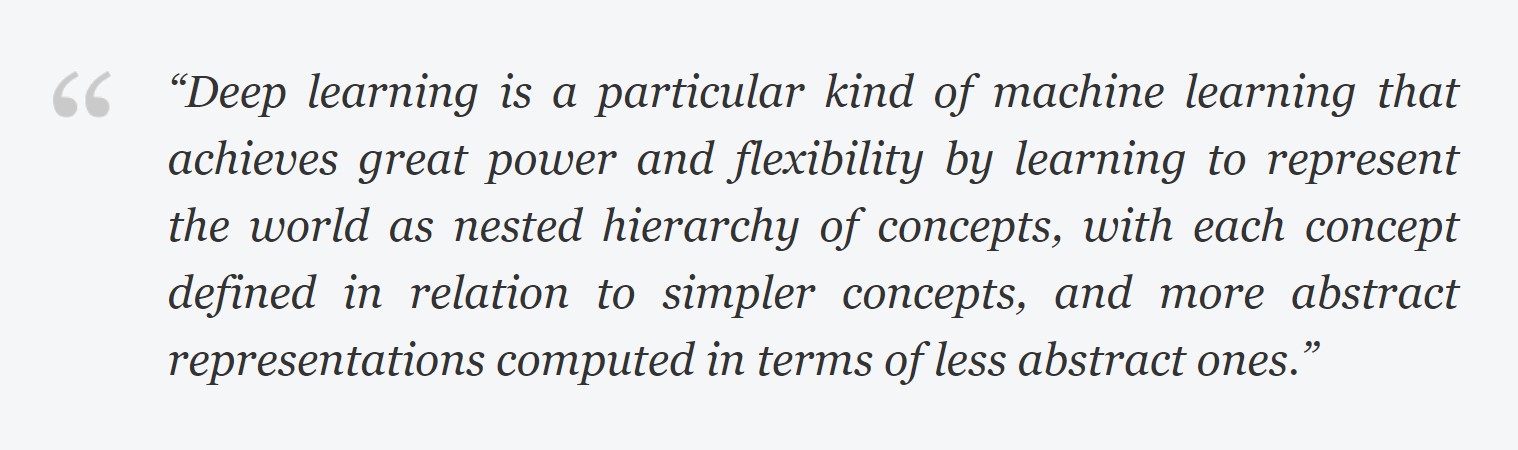 “Deep learning is a particular kind of machine learning that
achieves great power and flexibility by learning to represent
the world as nested hierarchy of concepts, with each concept
defined in relation to simpler concepts, and more abstract
representations computed in terms of less abstract ones.”